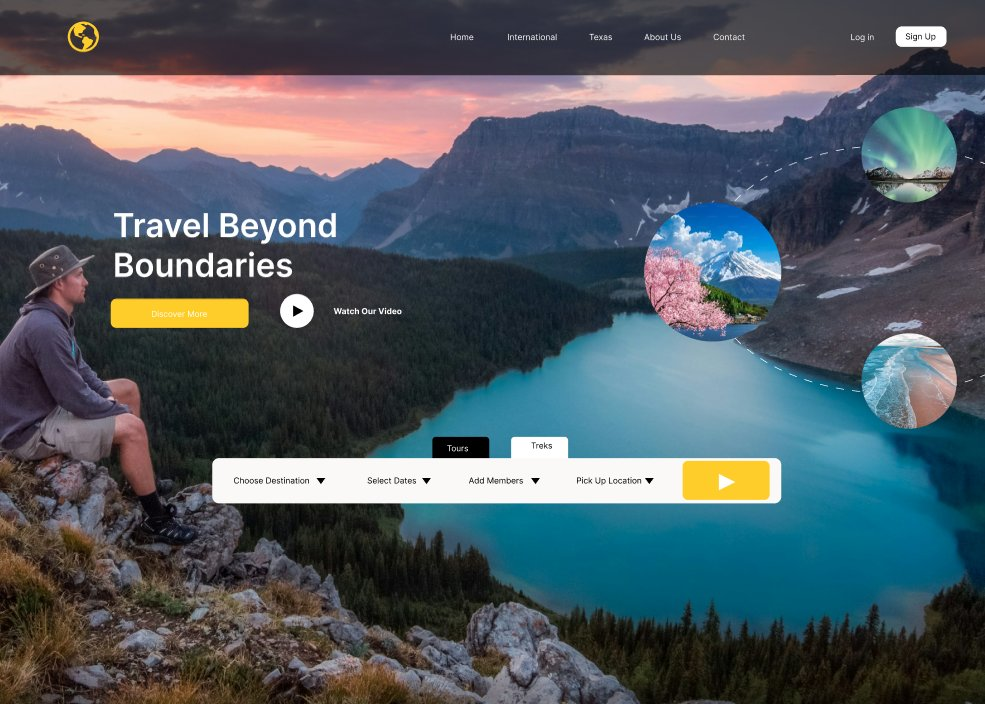 Home
International
Texas
About Us
Contact
Log in
Sign Up
Travel Beyond
Boundaries
Discover More
Watch Our Video
Tours
Treks
Choose Destination
Select Dates
Add Members
Pick Up Location